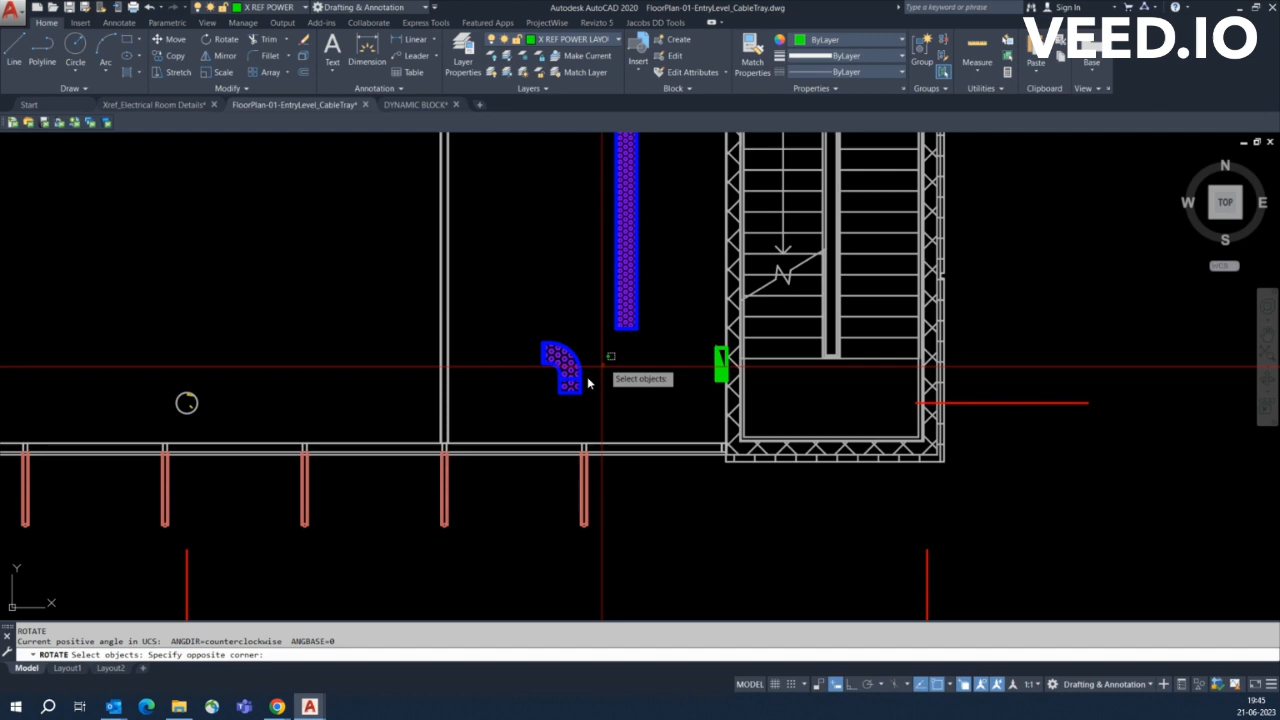 XREF POWER
Drafting & Annotation
Autodesk AutoCAD 2020 FloorPlan-01-EntryLevel_CableTray.dwg
Type a keyword or phrase
Sign In
VEED.IO
Home Insert Annotate Parametric View Manage Output Add-ins Collaborate Express Tools Featured Apps ProjectWise Revizto 5 Jacobs DD Tools
Line Polyline Circle Arc
Move Rotate Trim
Copy Mirror Fillet
Stretch Scale Array
Text Dimension
Linear
Leader
Table
Layer Properties
X REF POWER LAYO
Make Current
Match Layer
Insert
Create
Edit
Edit Attributes
Match Properties
ByLayer
ByLayer
ByLayer
Group Measure Paste Base
Draw Modify Annotation Layers Block Properties Groups Utilities Clipboard View
Start Xref_Electrical Room Details* FloorPlan-01-EntryLevel_CableTray* DYNAMIC BLOCK*
N
W TOP E
S
WCS
Select objects:
Y
X
ROTATE
Current positive angle in UCS: ANGDIR=counterclockwise ANGBASE=0
ROTATE Select objects: Specify opposite corner:
Model Layout1 Layout2
MODEL 1:1 Drafting & Annotation
19:45
21-06-2023